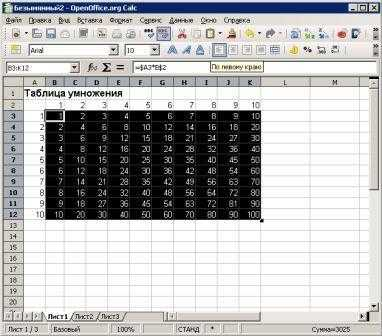 Безымянный2 - OpenOffice.org Calc
Файл Правка Вид Вставка Формат Сервис Данные Окно Справка
Arial 10
B3:K12 =$A3*B$2 По левому краю
A B C D E F G H I J K L M
1 Таблица умножения
2 1 2 3 4 5 6 7 8 9 10
3 1 1 2 3 4 5 6 7 8 9 10
4 2 2 4 6 8 10 12 14 16 18 20
5 3 3 6 9 12 15 18 21 24 27 30
6 4 4 8 12 16 20 24 28 32 36 40
7 5 5 10 15 20 25 30 35 40 45 50
8 6 6 12 18 24 30 36 42 48 54 60
9 7 7 14 21 28 35 42 49 56 63 70
10 8 8 16 24 32 40 48 56 64 72 80
11 9 9 18 27 36 45 54 63 72 81 90
12 10 10 20 30 40 50 60 70 80 90 100
13
14
15
16
17
18
19
20
Лист1 Лист2 Лист3
Лист 1 / 3 Базовый 100% СТАНД * Сумма=3025